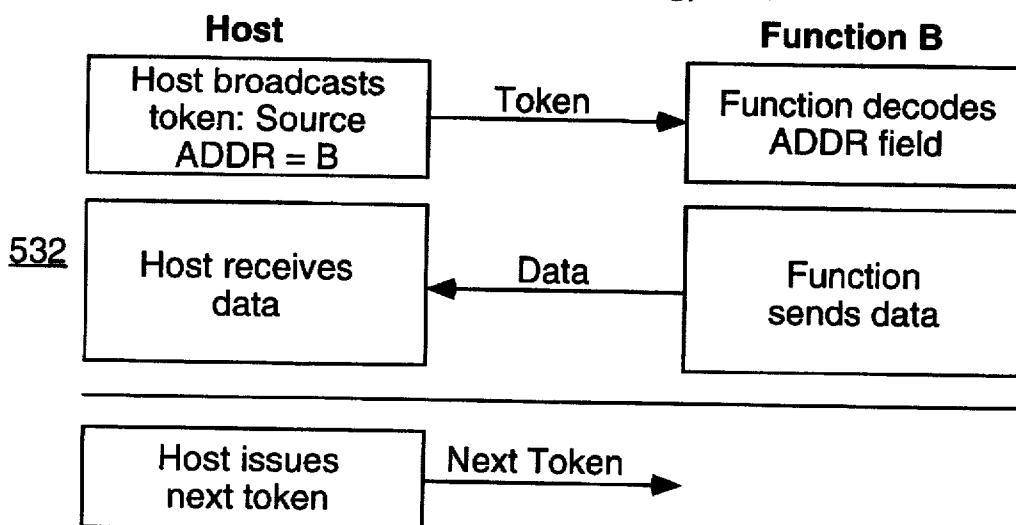 Host
Function B
Host broadcasts
token: Source
ADDR = B
Token
Function decodes
ADDR field
532
Host receives
data
Data
Function
sends data
Host issues
next token
Next Token